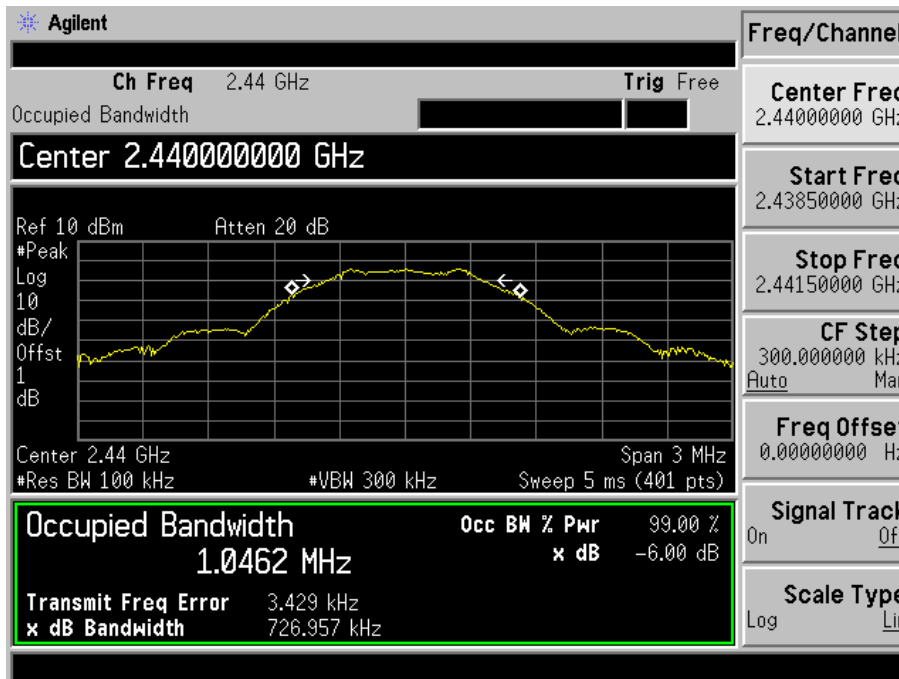 Agilent
Freq/Channel
Ch Freq 2.44 GHz Trig Free
Occupied Bandwidth
Center 2.440000000 GHz
Ref 10 dBm Atten 20 dB
#Peak
Log
10
dB/
Offst
1
dB
Center 2.44 GHz Span 3 MHz
#Res BW 100 kHz #VBW 300 kHz Sweep 5 ms (401 pts)
Occupied Bandwidth
1.0462 MHz
Occ BW % Pwr 99.00 %
x dB -6.00 dB
Transmit Freq Error 3.429 kHz
x dB Bandwidth 726.957 kHz
Center Freq
2.44000000 GHz
Start Freq
2.43850000 GHz
Stop Freq
2.44150000 GHz
CF Step
300.000000 kHz
Auto Man
Freq Offset
0.00000000 Hz
Signal Track
On Off
Scale Type
Log Lin